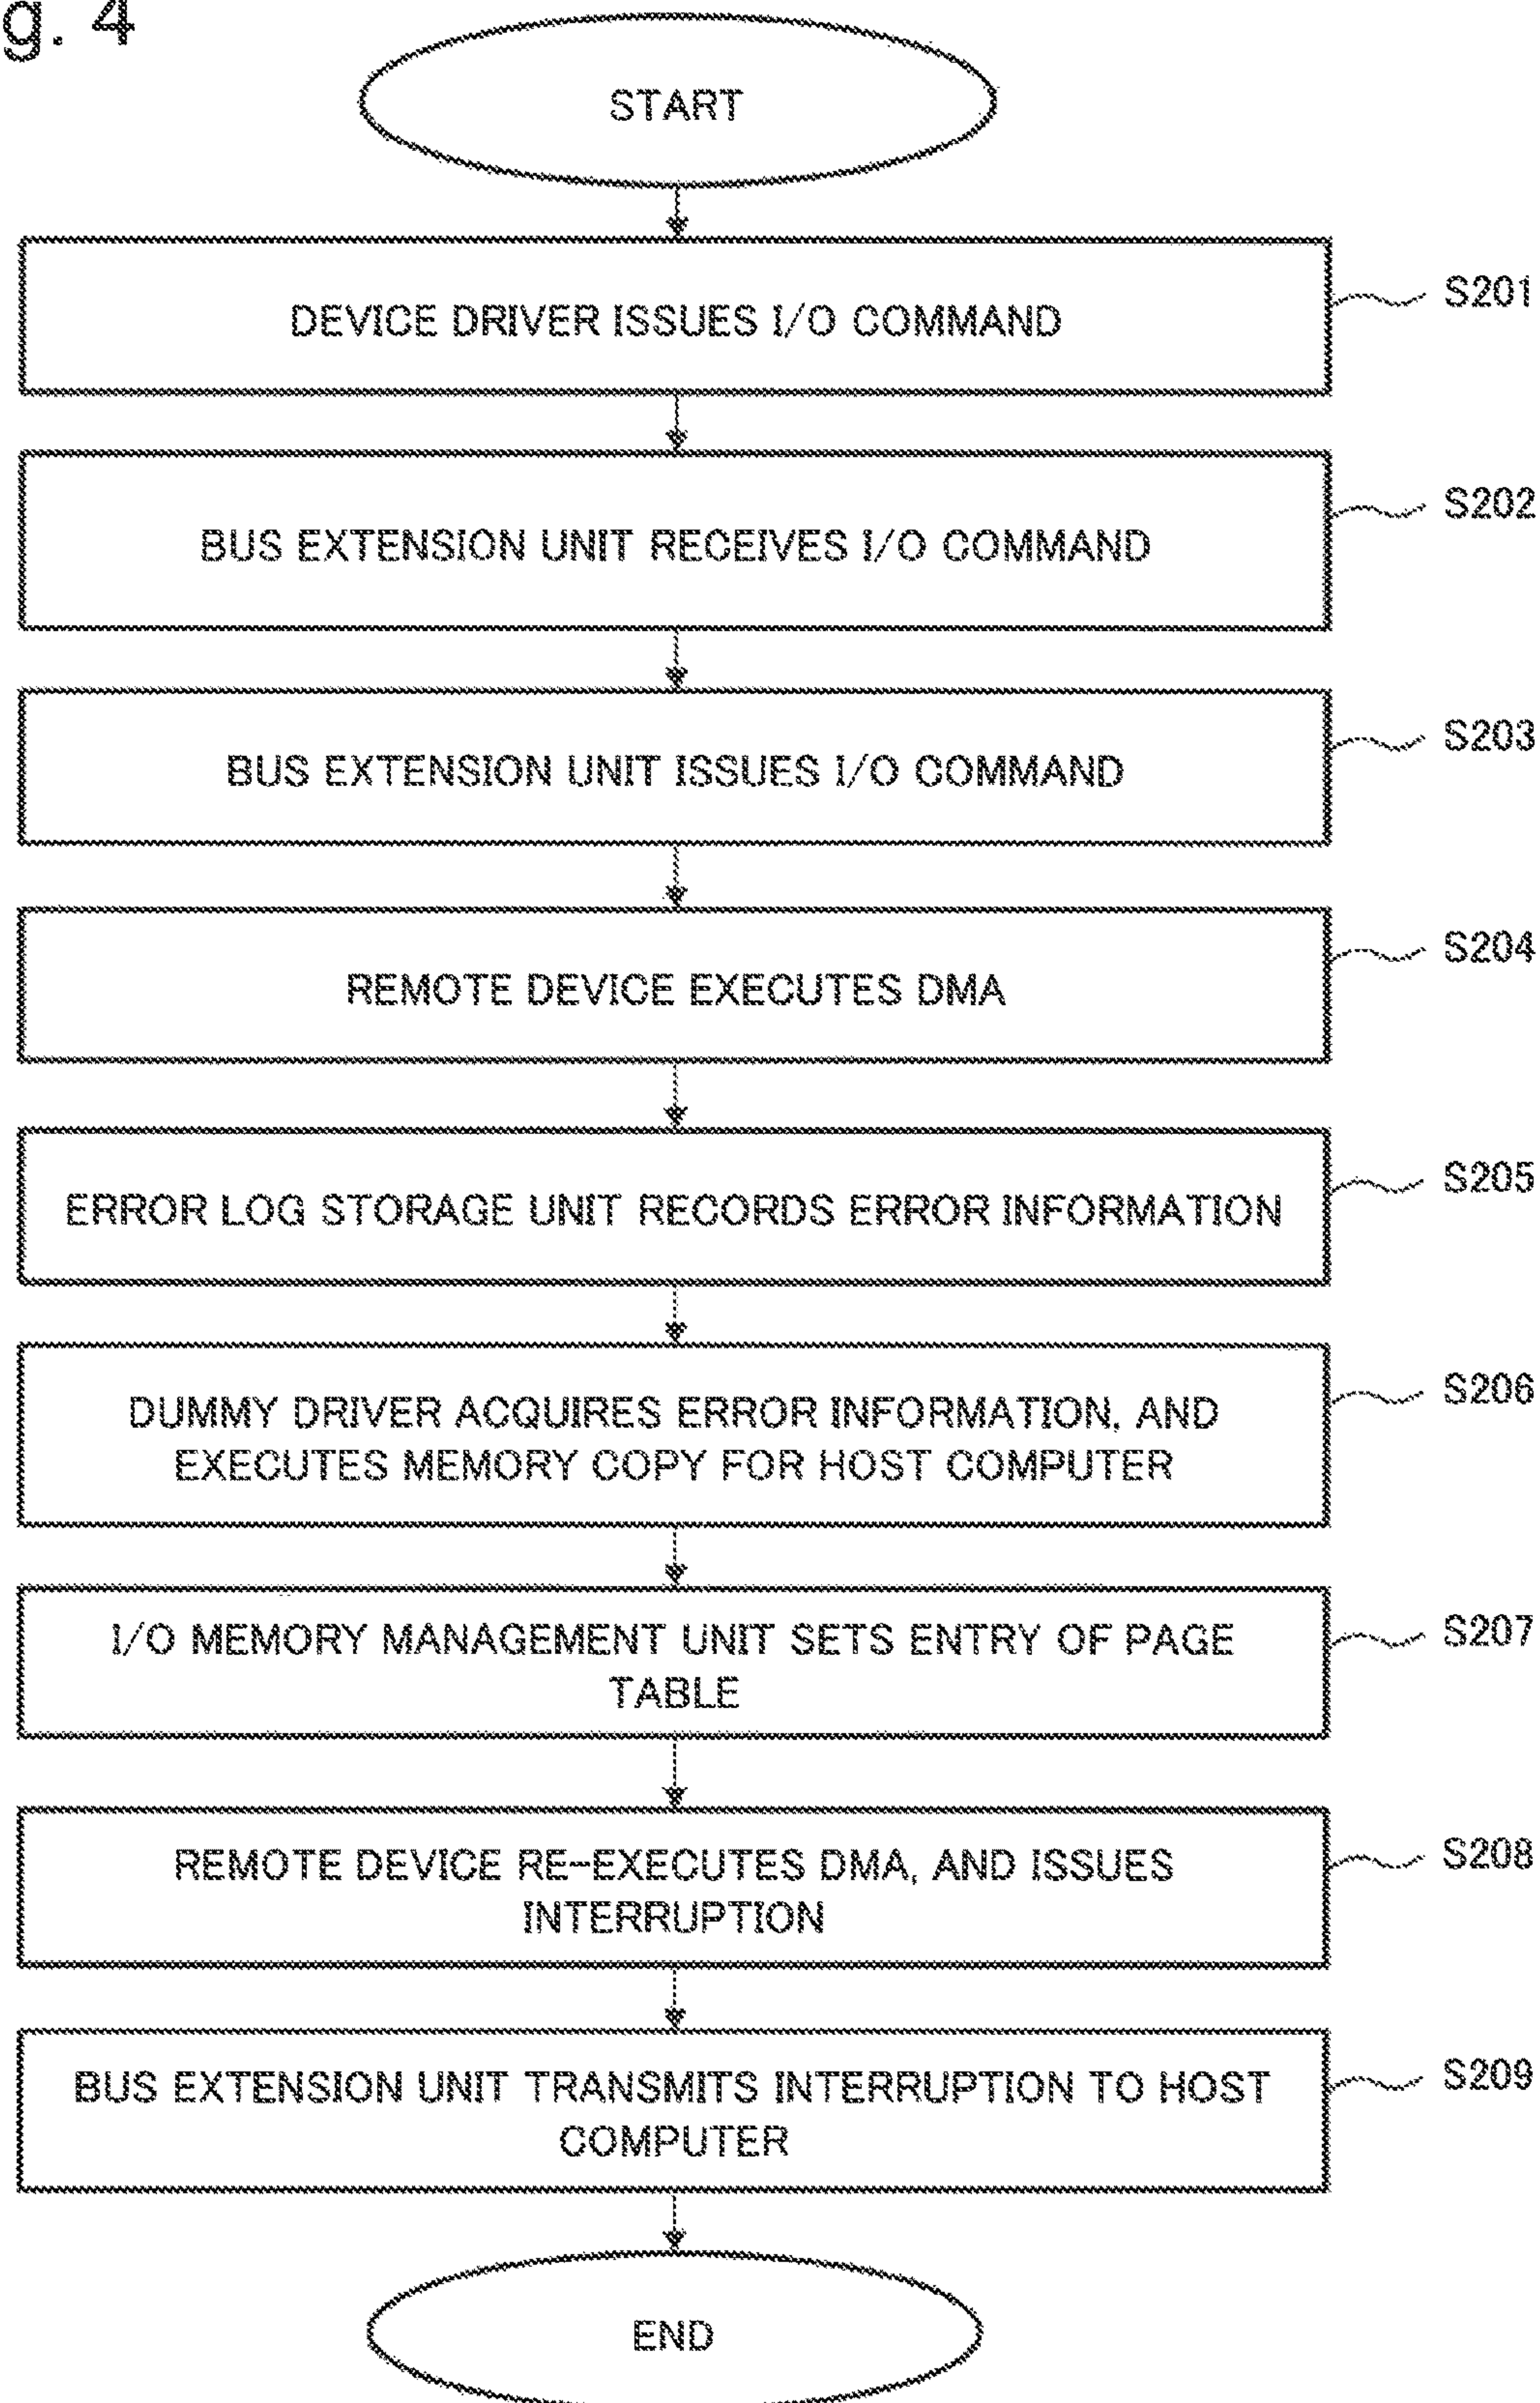 g. 4
START
DEVICE DRIVER ISSUES I/O COMMAND
S201
BUS EXTENSION UNIT RECEIVES I/O COMMAND
S202
BUS EXTENSION UNIT ISSUES I/O COMMAND
S203
REMOTE DEVICE EXECUTES DMA
S204
ERROR LOG STORAGE UNIT RECORDS ERROR INFORMATION
S205
DUMMY DRIVER ACQUIRES ERROR INFORMATION, AND
EXECUTES MEMORY COPY FOR HOST COMPUTER
S206
I/O MEMORY MANAGEMENT UNIT SETS ENTRY OF PAGE
TABLE
S207
REMOTE DEVICE RE-EXECUTES DMA, AND ISSUES
INTERRUPTION
S208
BUS EXTENSION UNIT TRANSMITS INTERRUPTION TO HOST
COMPUTER
S209
END